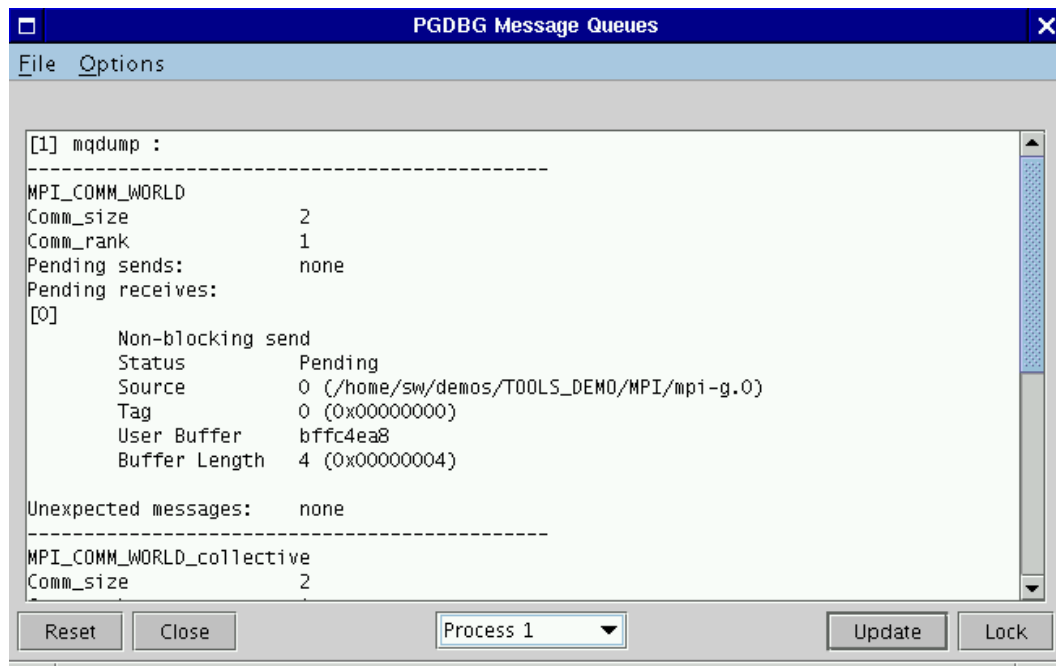 PGDBG Message Queues
File Options
[1] mqdump :
----------------------------------------------
MPI_COMM_WORLD
Comm_size 2
Comm_rank 1
Pending sends: none
Pending receives:
[0]
Non-blocking send
Status Pending
Source 0 (/home/sw/demos/TOOLS_DEMO/MPI/mpi-g.0)
Tag 0 (0x00000000)
User Buffer bffc4ea8
Buffer Length 4 (0x00000004)
Unexpected messages: none
----------------------------------------------
MPI_COMM_WORLD_collective
Comm_size 2
Reset Close Process 1 Update Lock